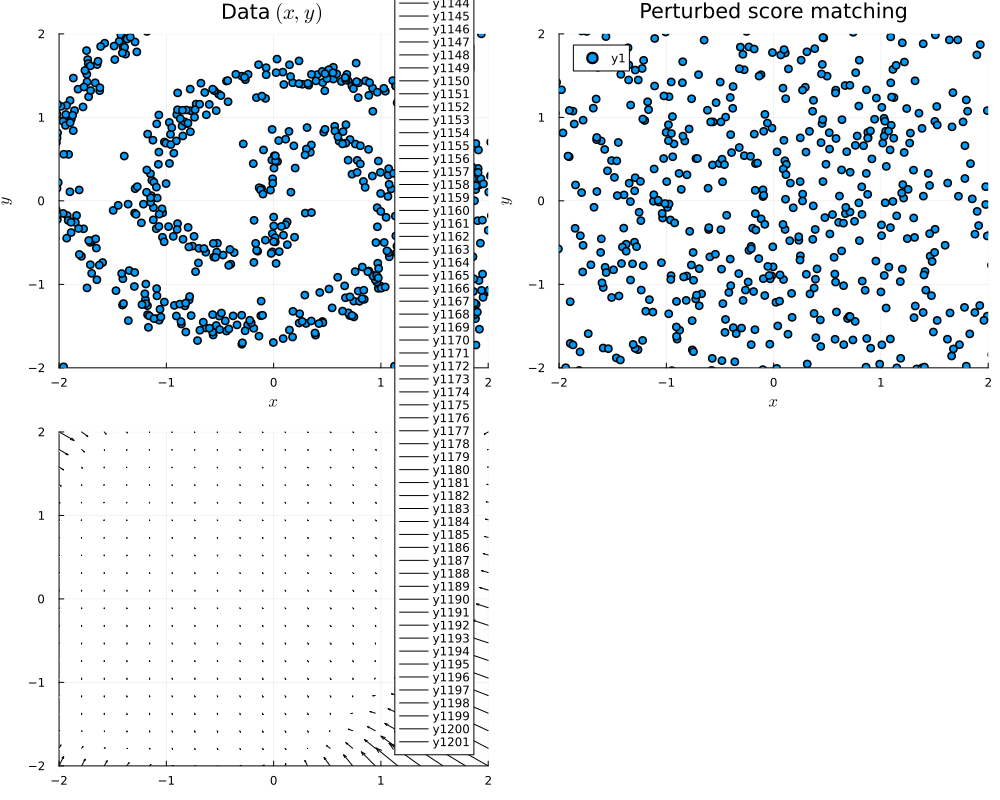 Data (x, y)
2
1
0
−1
−2
y
−2
−1
0
1
2
x
Perturbed score matching
y1
2
1
0
−1
−2
y
−2
−1
0
1
2
x
y1144
y1145
y1146
y1147
y1148
y1149
y1150
y1151
y1152
y1153
y1154
y1155
y1156
y1157
y1158
y1159
y1160
y1161
y1162
y1163
y1164
y1165
y1166
y1167
y1168
y1169
y1170
y1171
y1172
y1173
y1174
y1175
y1176
y1177
y1178
y1179
y1180
y1181
y1182
y1183
y1184
y1185
y1186
y1187
y1188
y1189
y1190
y1191
y1192
y1193
y1194
y1195
y1196
y1197
y1198
y1199
y1200
y1201
2
1
0
−1
−2
−2
−1
0
1
2